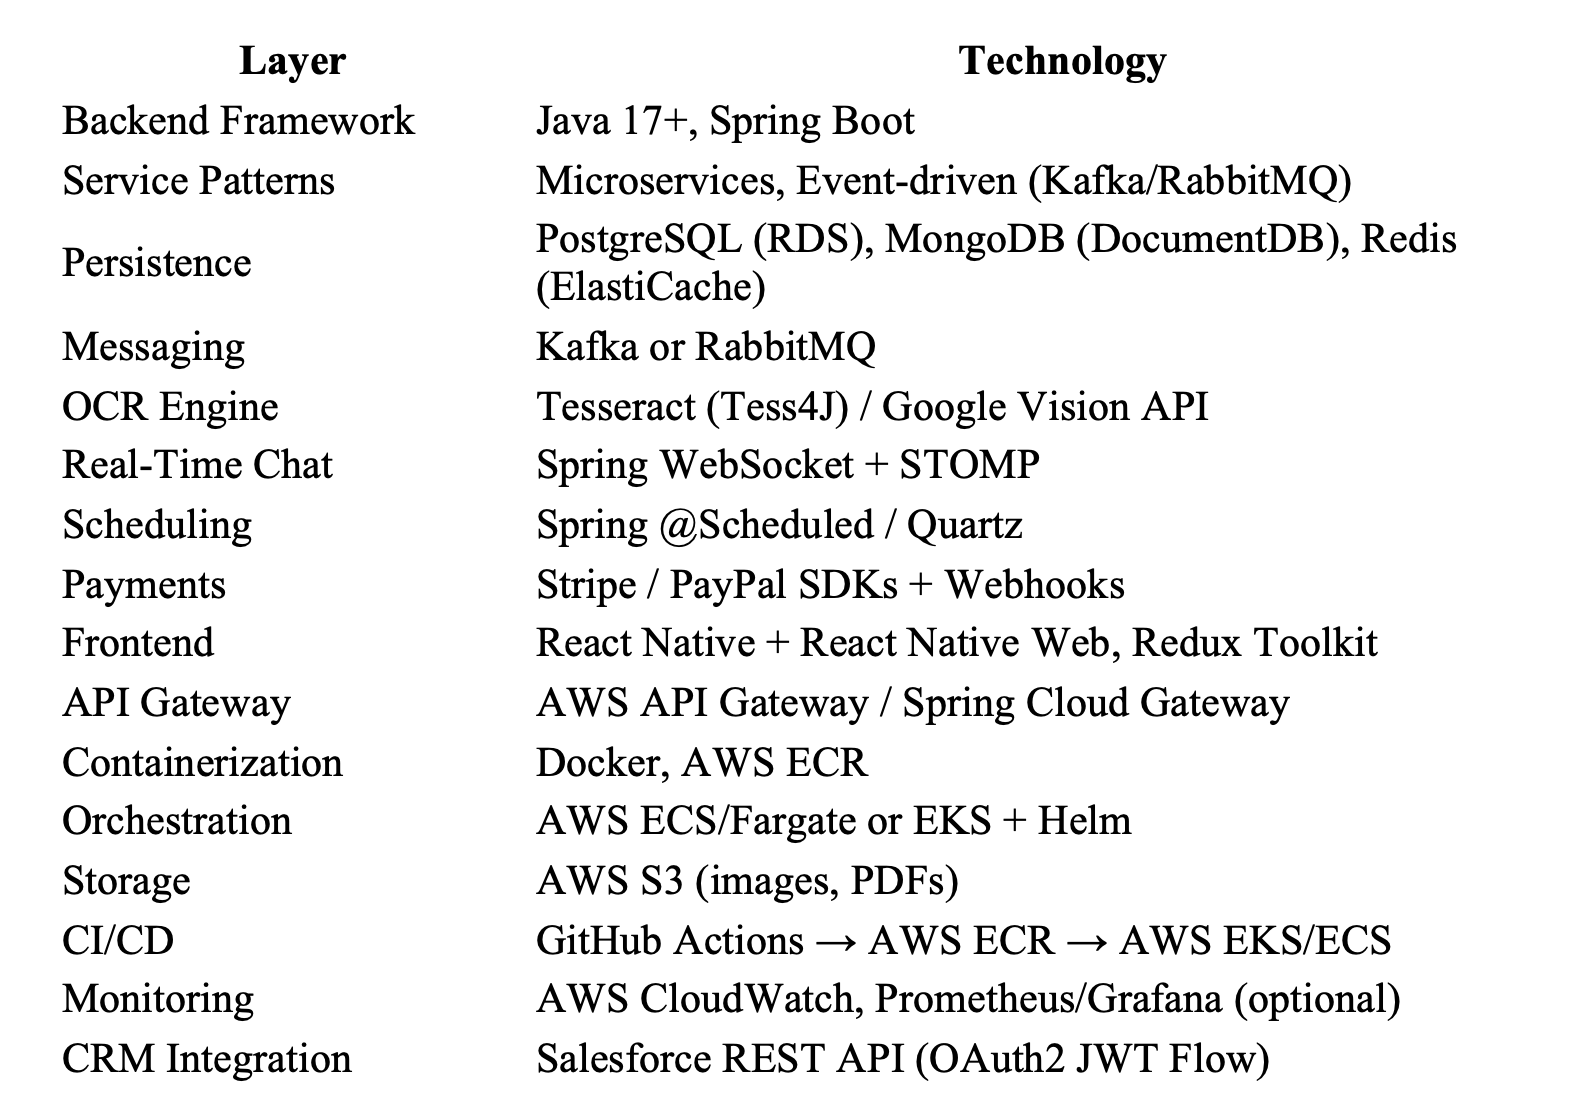 Layer Technology
Backend Framework Java 17+, Spring Boot
Service Patterns Microservices, Event-driven (Kafka/RabbitMQ)
Persistence PostgreSQL (RDS), MongoDB (DocumentDB), Redis
(ElastiCache)
Messaging Kafka or RabbitMQ
OCR Engine Tesseract (Tess4J) / Google Vision API
Real-Time Chat Spring WebSocket + STOMP
Scheduling Spring @Scheduled / Quartz
Payments Stripe / PayPal SDKs + Webhooks
Frontend React Native + React Native Web, Redux Toolkit
API Gateway AWS API Gateway / Spring Cloud Gateway
Containerization Docker, AWS ECR
Orchestration AWS ECS/Fargate or EKS + Helm
Storage AWS S3 (images, PDFs)
CI/CD GitHub Actions → AWS ECR → AWS EKS/ECS
Monitoring AWS CloudWatch, Prometheus/Grafana (optional)
CRM Integration Salesforce REST API (OAuth2 JWT Flow)